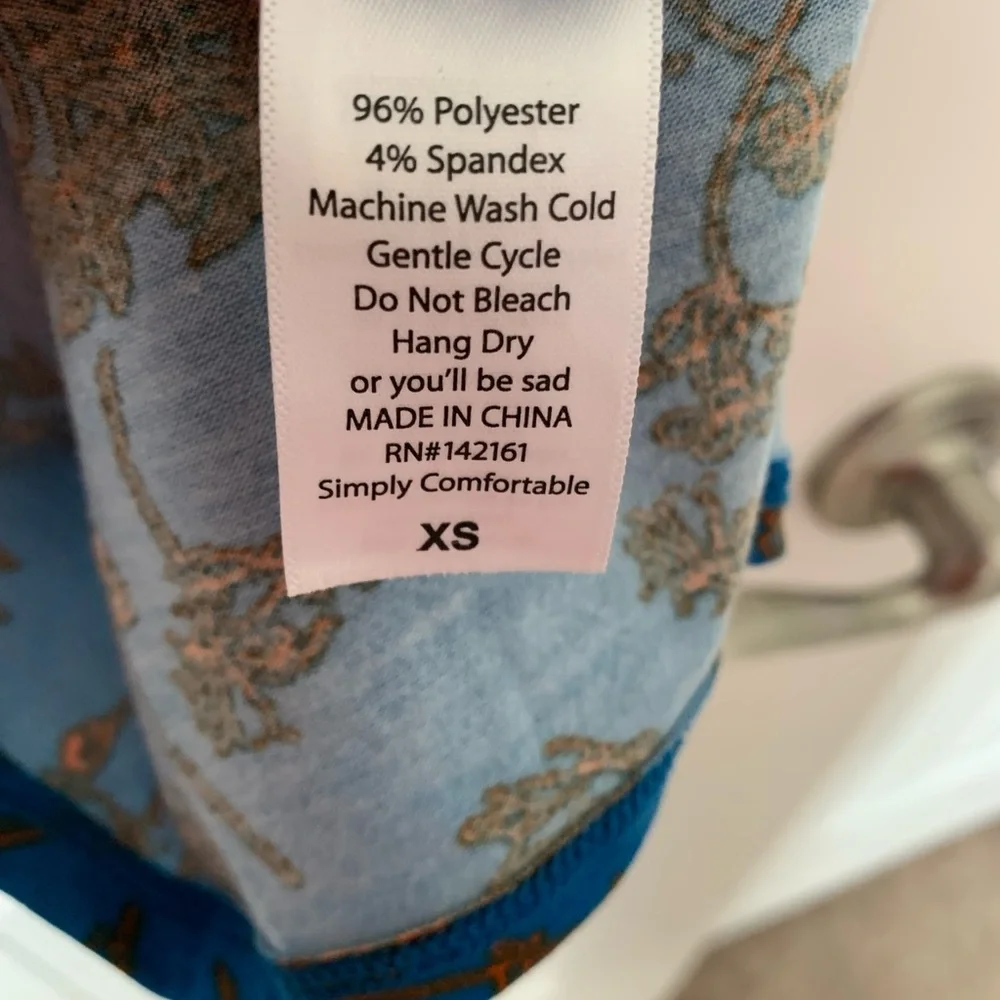 96% Polyester
4% Spandex
Machine Wash Cold
Gentle Cycle
Do Not Bleach
Hang Dry
or you'll be sad
MADE IN CHINA
RN#142161
Simply Comfortable
XS